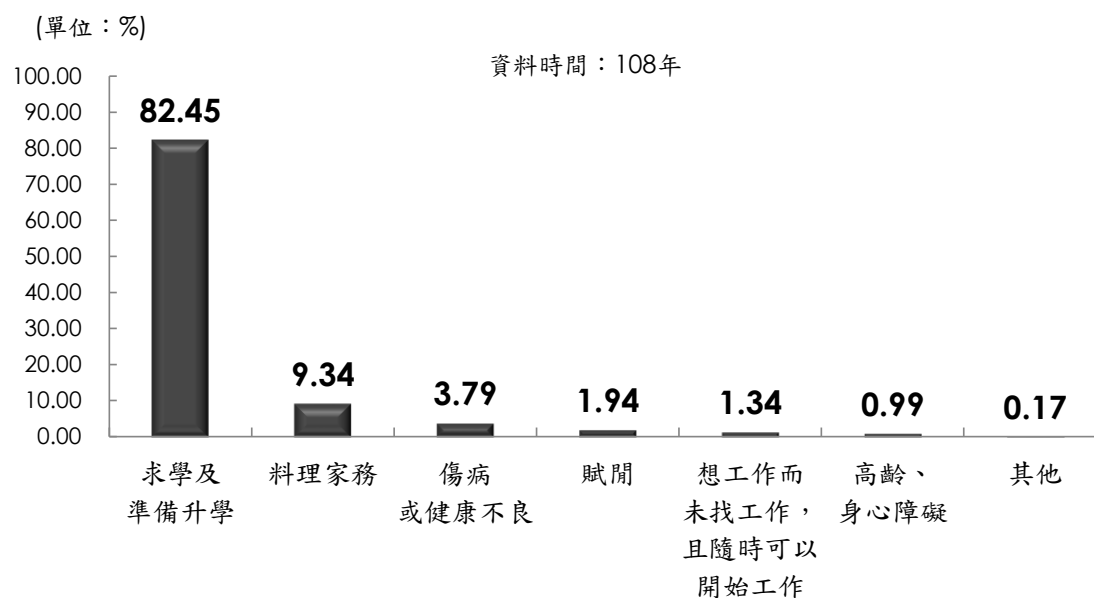 (單位：%)
資料時間：108年
100.00
90.00
80.00
70.00
60.00
50.00
40.00
30.00
20.00
10.00
0.00
82.45
9.34
3.79
1.94
1.34
0.99
0.17
求學及
準備升學
料理家務
傷病
或健康不良
賦閒
想工作而
未找工作，
且隨時可以
開始工作
高齡、
身心障礙
其他